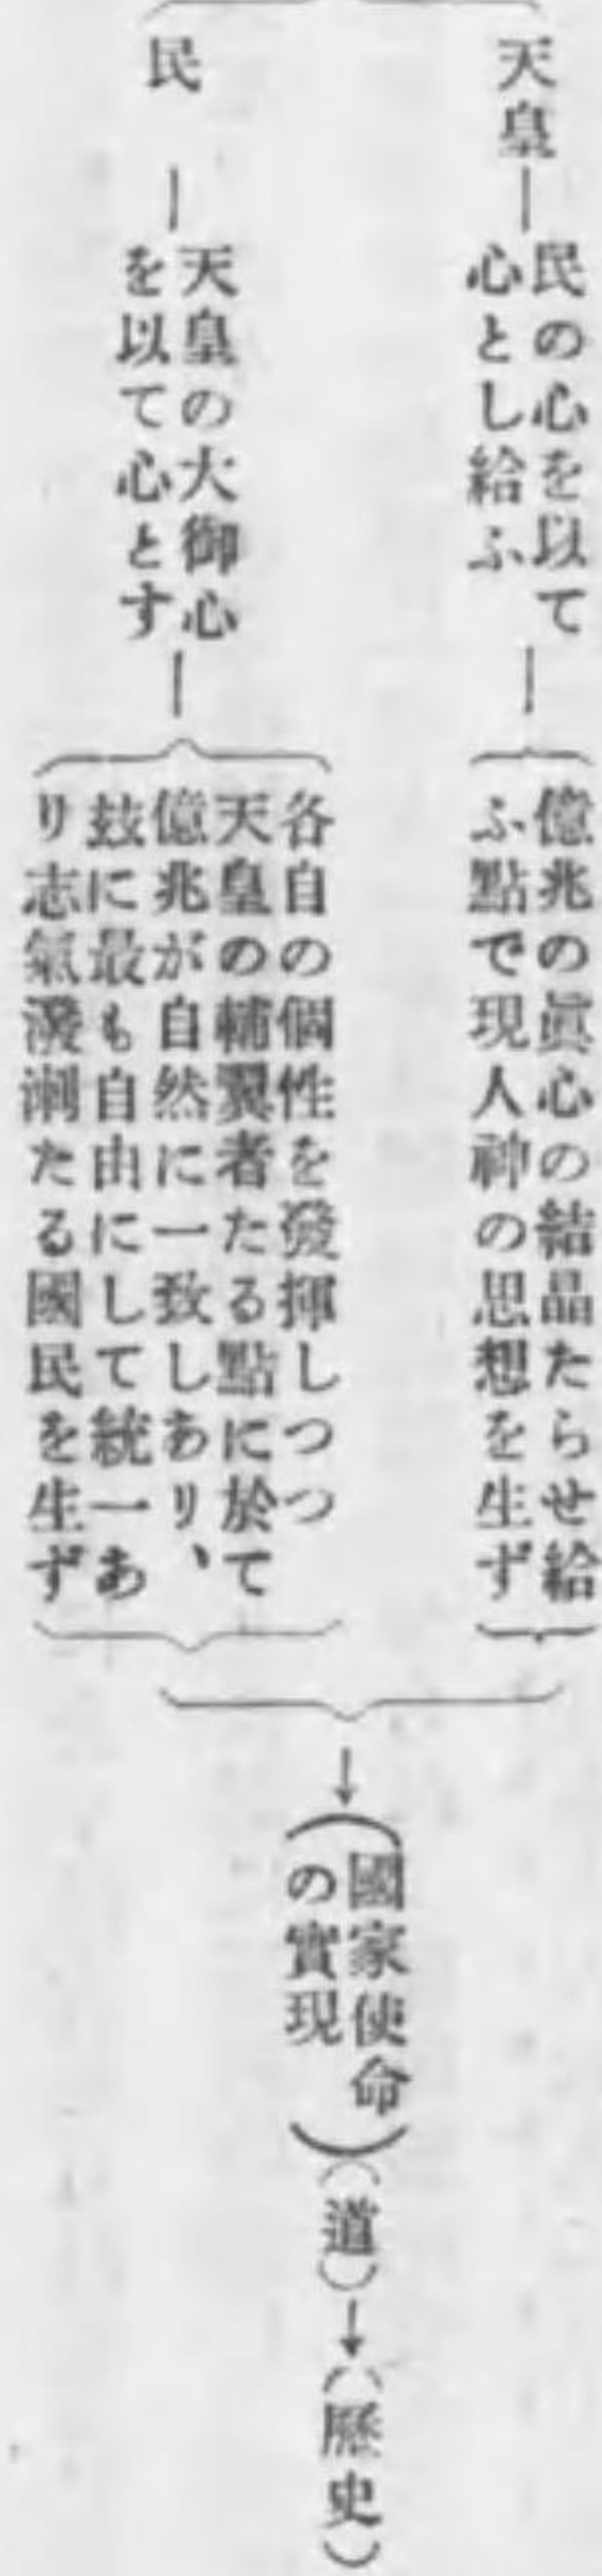 天皇―
民の心を以て
心とし給ふ―
億兆の眞心の結晶たらせ給
ふ點で現人神の思想を生ず
民―
天皇の大御心
を以て心とす―
各自の個性を發揮しつつ
天皇の輔翼者たる點に於て
億兆が自然に一致しあり、
玆に最も自由にして統一あ
り志氣潑溂たる國民を生ず
→(國家使命
の實現)
(道)→(歷史)